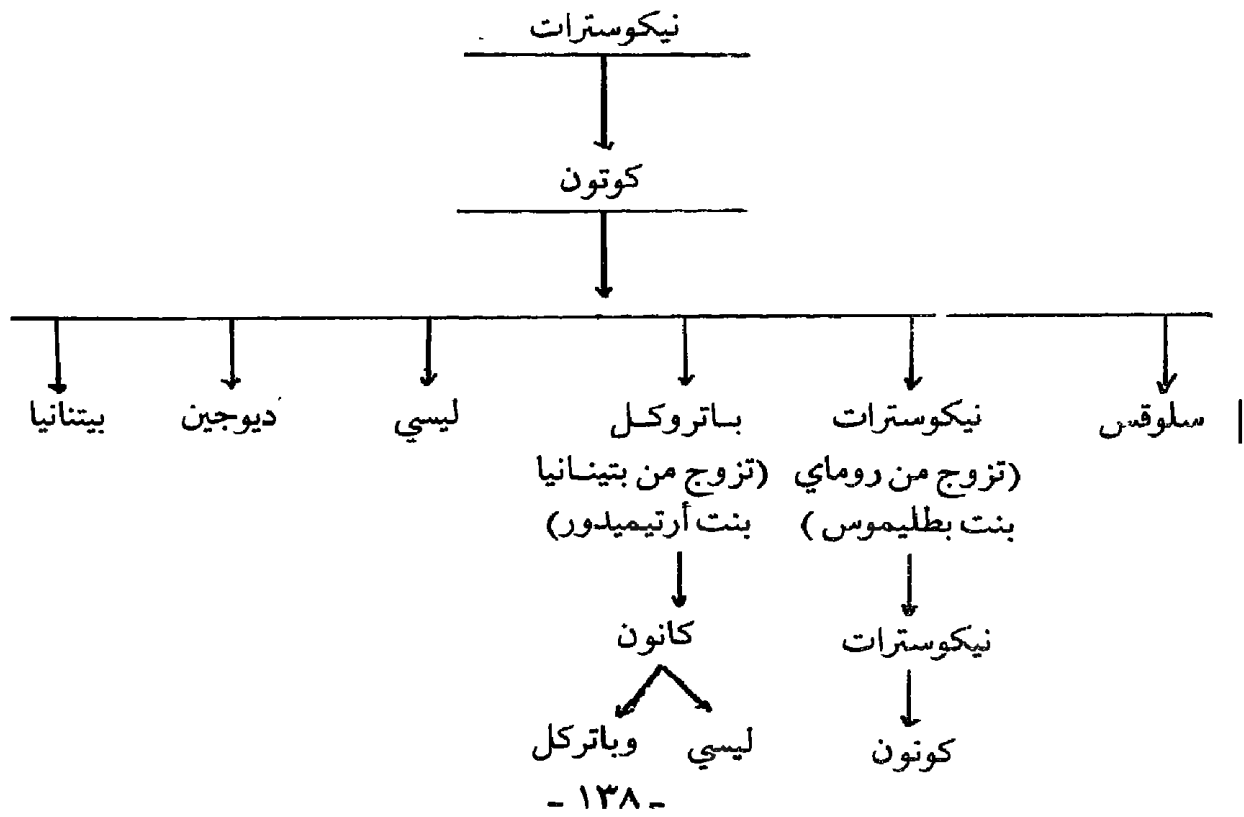 نيكوسترات
كوتون
سلوقس نيكوسترات باتروكل ليسي ديوجين بيتنانيا
(تزوج من روماي (تزوج من بتينانيا
بنت بطليموس) بنت أرتيميدور)
نيكوسترات كانون
كونون ليسي وباتركل
- ١٣٨ -